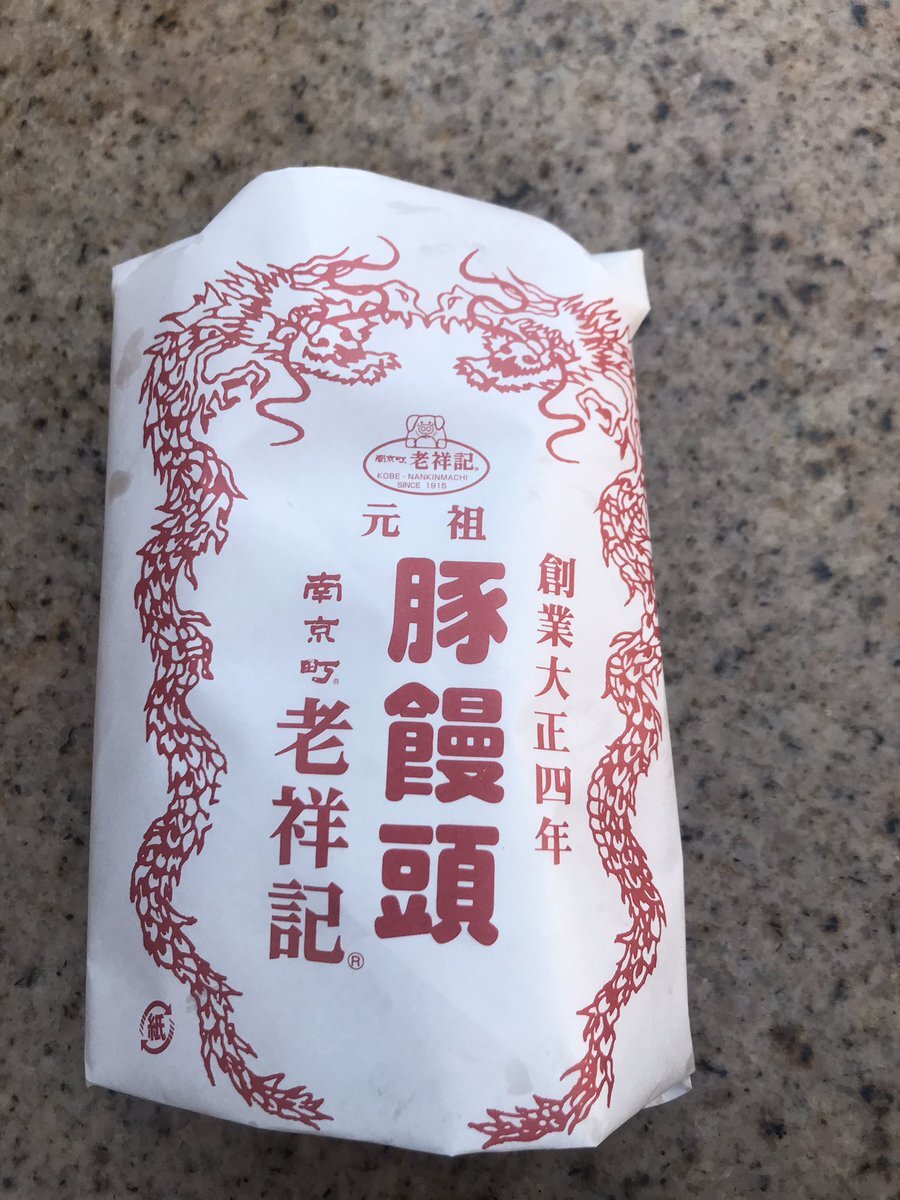 南京町 老祥記®
KOBE・NANKINMACHI
SINCE 1915
元祖
創業大正四年
豚饅頭
南京町® 老祥記®
紙